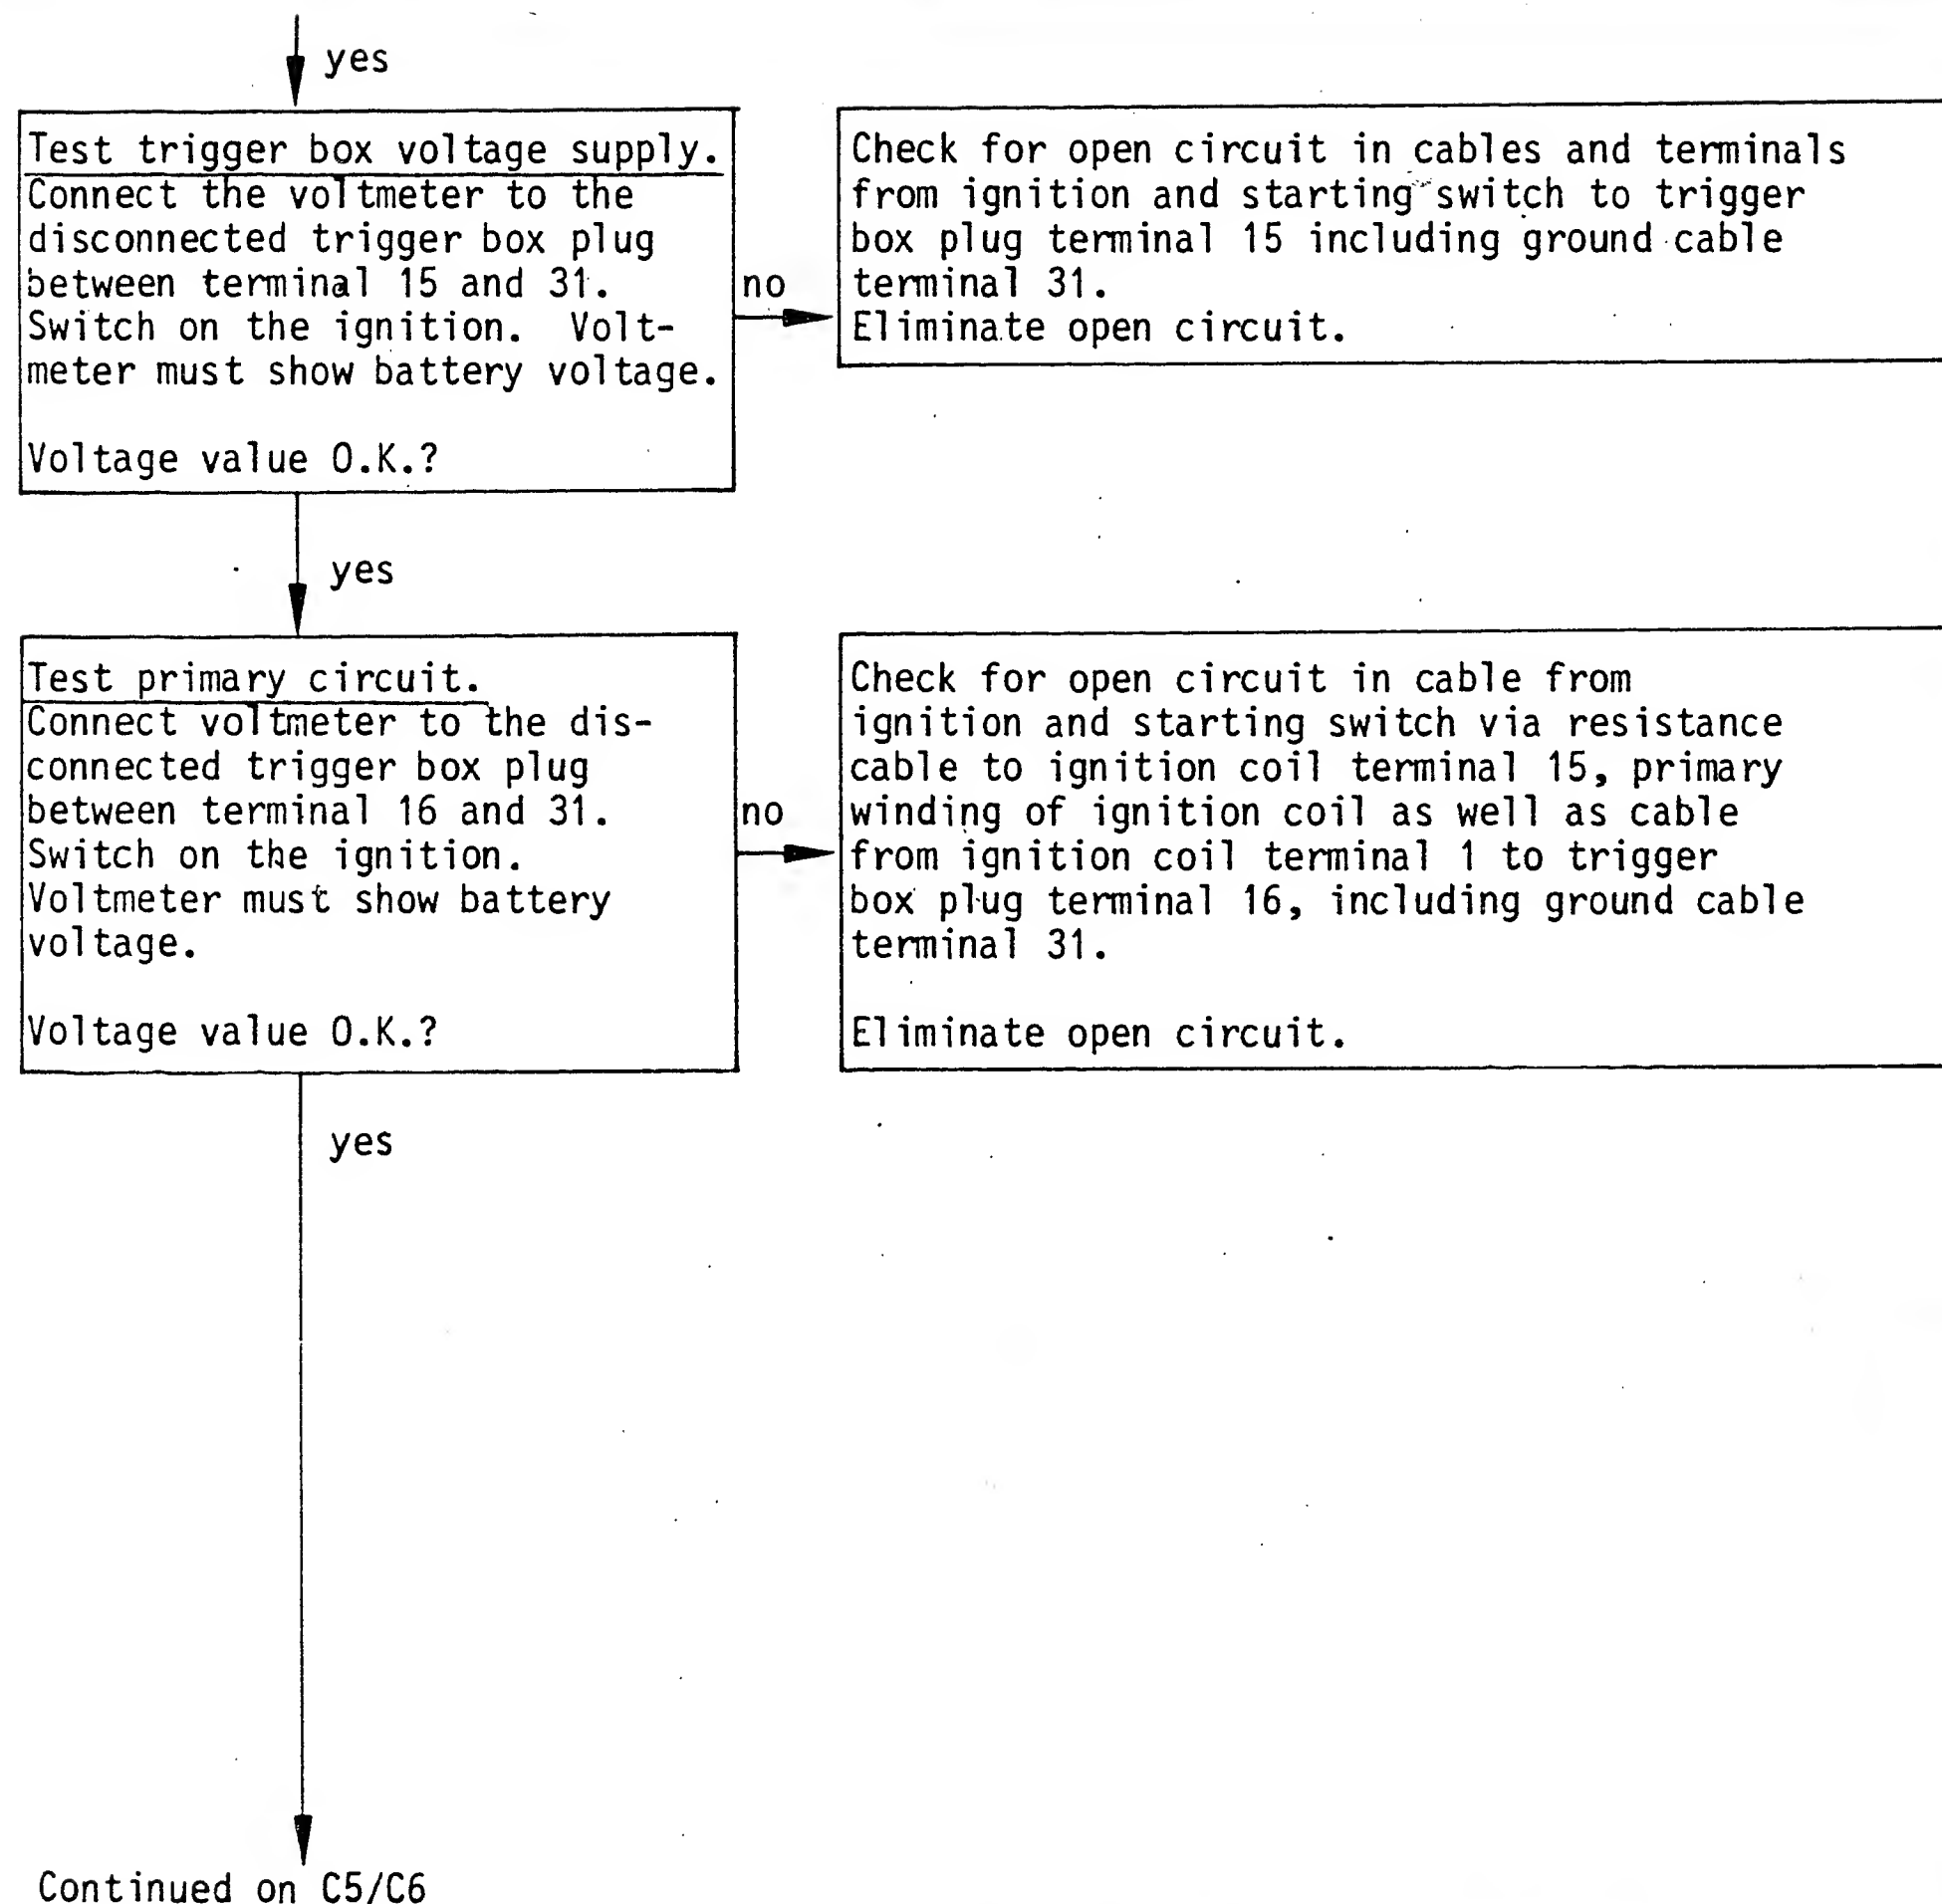 yes
Test trigger box voltage supply.
Connect the voltmeter to the
disconnected trigger box plug
between terminal 15 and 31.
Switch on the ignition. Volt-
meter must show battery voltage.
Voltage value O.K.?
no
Check for open circuit in cables and terminals
from ignition and starting switch to trigger
box plug terminal 15 including ground cable
terminal 31.
Eliminate open circuit.
yes
Test primary circuit.
Connect voltmeter to the dis-
connected trigger box plug
between terminal 16 and 31.
Switch on the ignition.
Voltmeter must show battery
voltage.
Voltage value O.K.?
no
Check for open circuit in cable from
ignition and starting switch via resistance
cable to ignition coil terminal 15, primary
winding of ignition coil as well as cable
from ignition coil terminal 1 to trigger
box plug terminal 16, including ground cable
terminal 31.
Eliminate open circuit.
yes
Continued on C5/C6